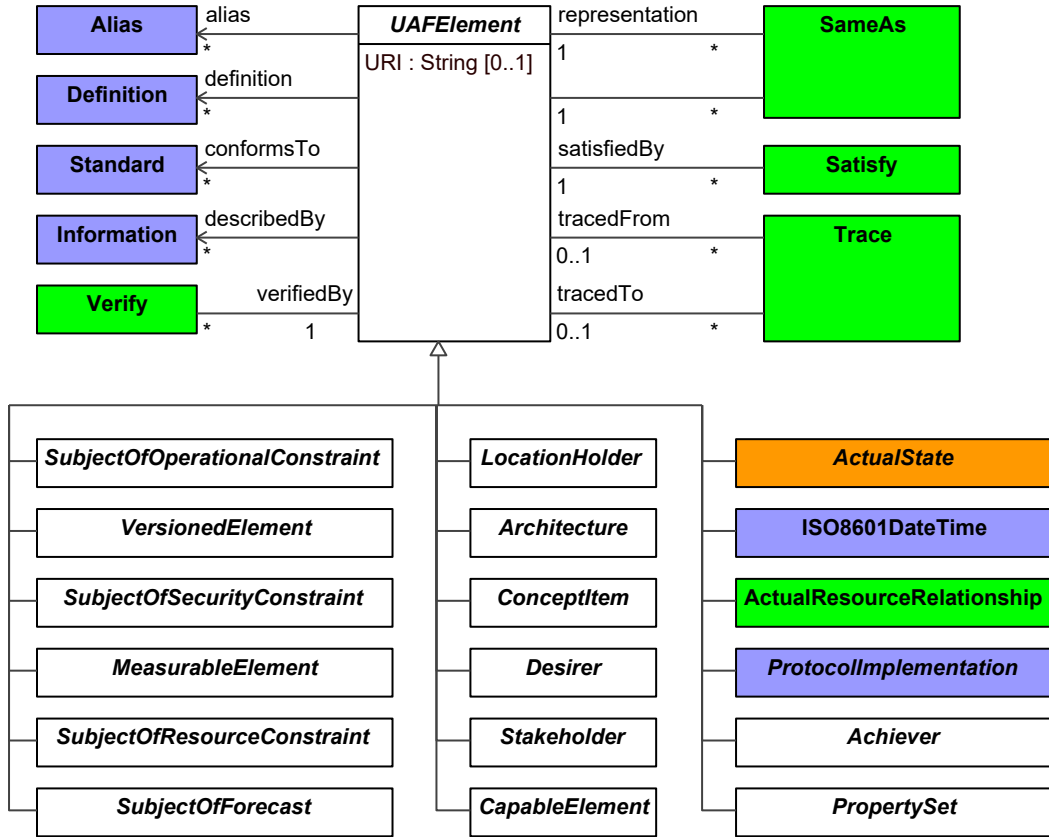 Alias
alias
*
UAFElement
URI : String [0..1]
representation
1
*
SameAs
Definition
definition
*
1
*
Standard
conformsTo
*
satisfiedBy
1
*
Satisfy
Information
describedBy
*
tracedFrom
0..1
*
Trace
Verify
verifiedBy
*
1
tracedTo
0..1
*
SubjectOfOperationalConstraint
LocationHolder
ActualState
VersionedElement
Architecture
ISO8601DateTime
SubjectOfSecurityConstraint
ConceptItem
ActualResourceRelationship
MeasurableElement
Desirer
ProtocolImplementation
SubjectOfResourceConstraint
Stakeholder
Achiever
SubjectOfForecast
CapableElement
PropertySet